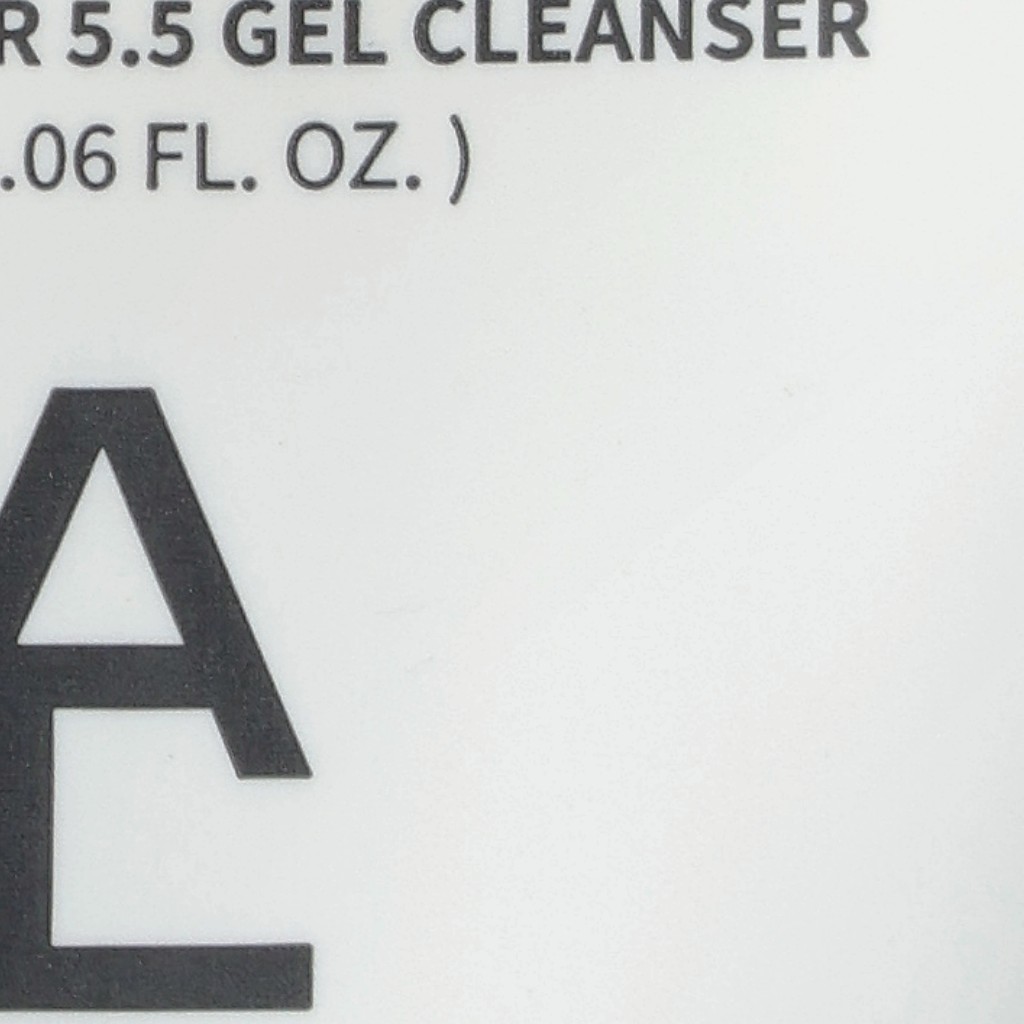 R 5.5 GEL CLEANSER
.06 FL. OZ. )
A